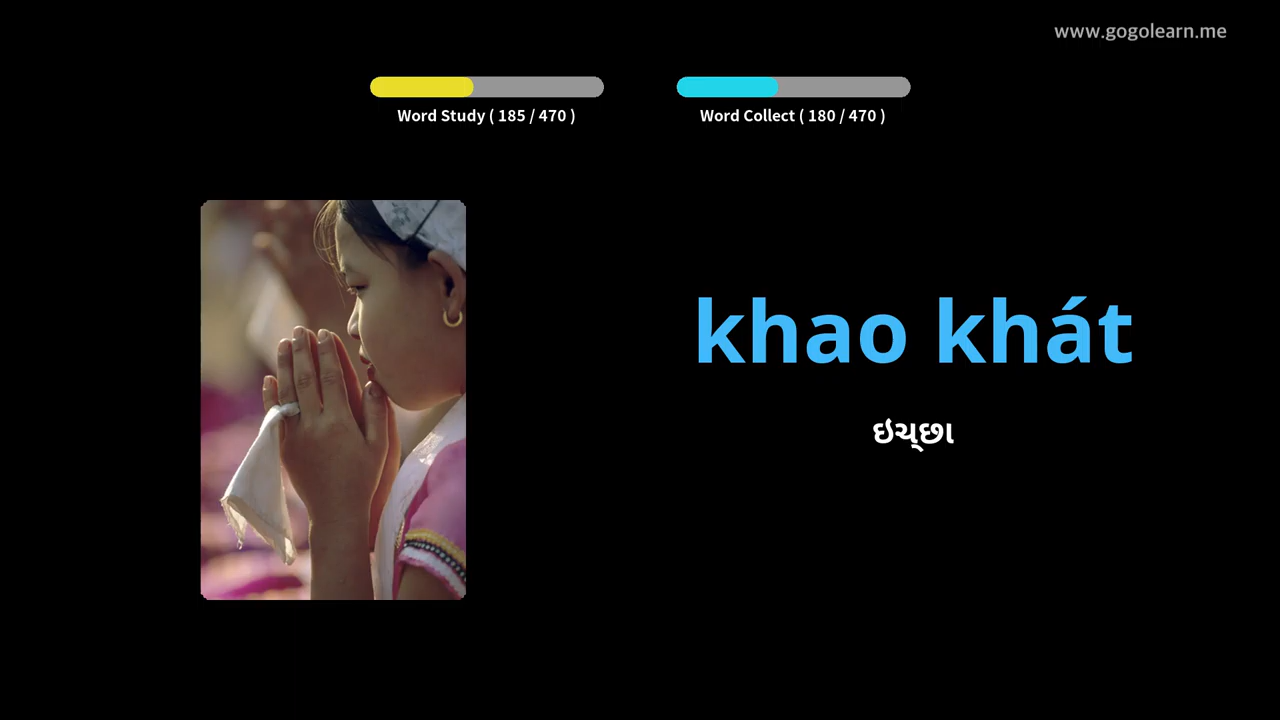 www.gogolearn.me
Word Study ( 185 / 470 )
Word Collect ( 180 / 470 )
khao khát
ઇચ્છા